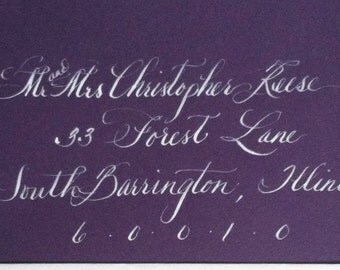 Mr and Mrs Christopher Reese
33 Forest Lane
South Barrington, Illin
6.0.0.1.0